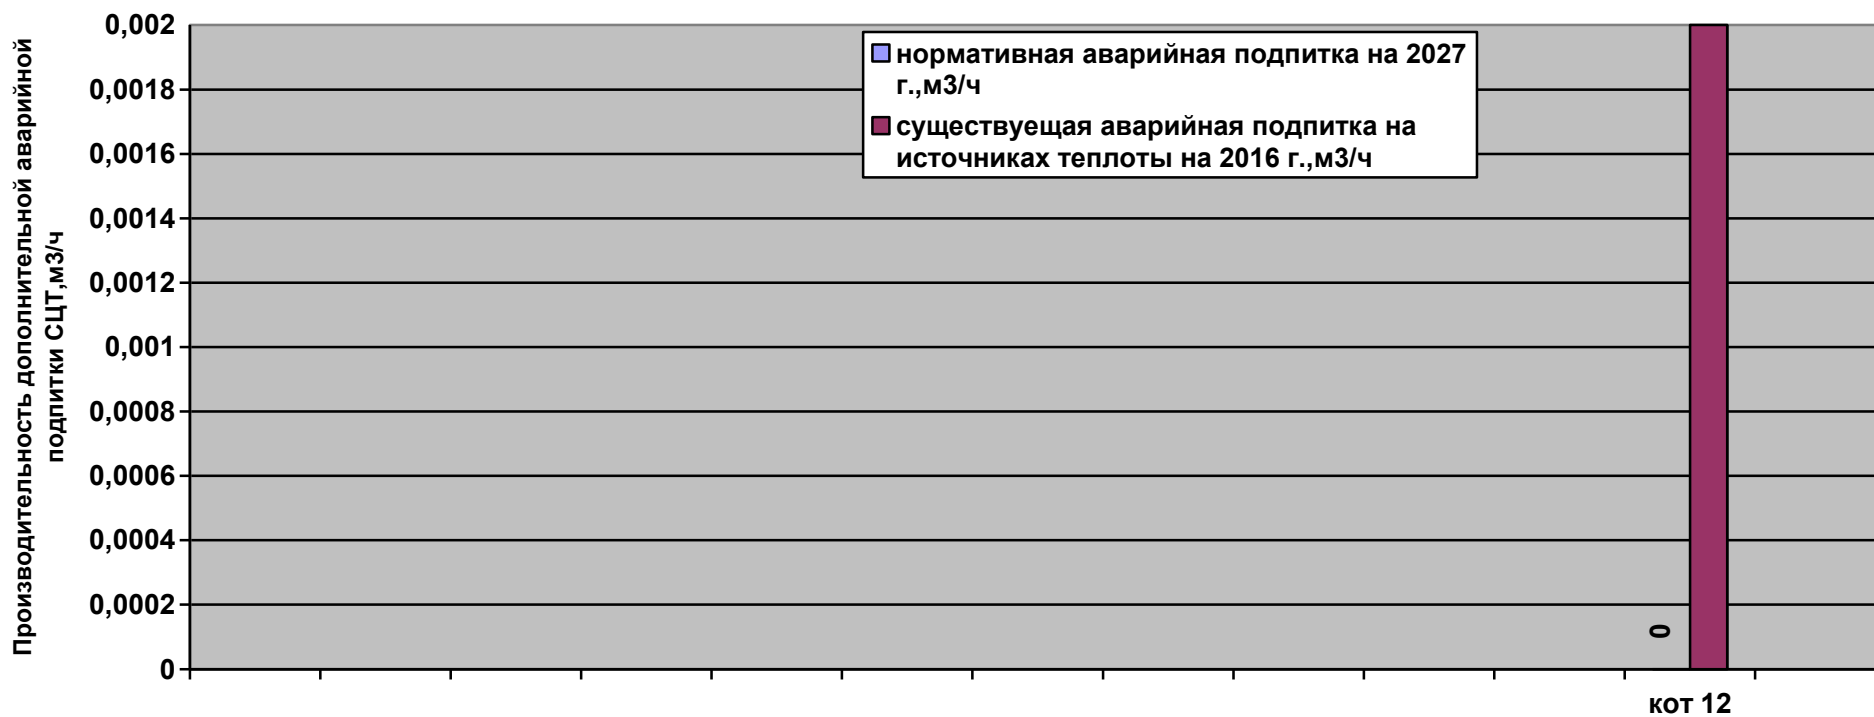 Производительность дополнительной аварийной
подпитки СЦТ,м3/ч
0,002
0,0018
0,0016
0,0014
0,0012
0,001
0,0008
0,0006
0,0004
0,0002
0
нормативная аварийная подпитка на 2027
г.,м3/ч
существуещая аварийная подпитка на
источниках теплоты на 2016 г.,м3/ч
0
кот 12